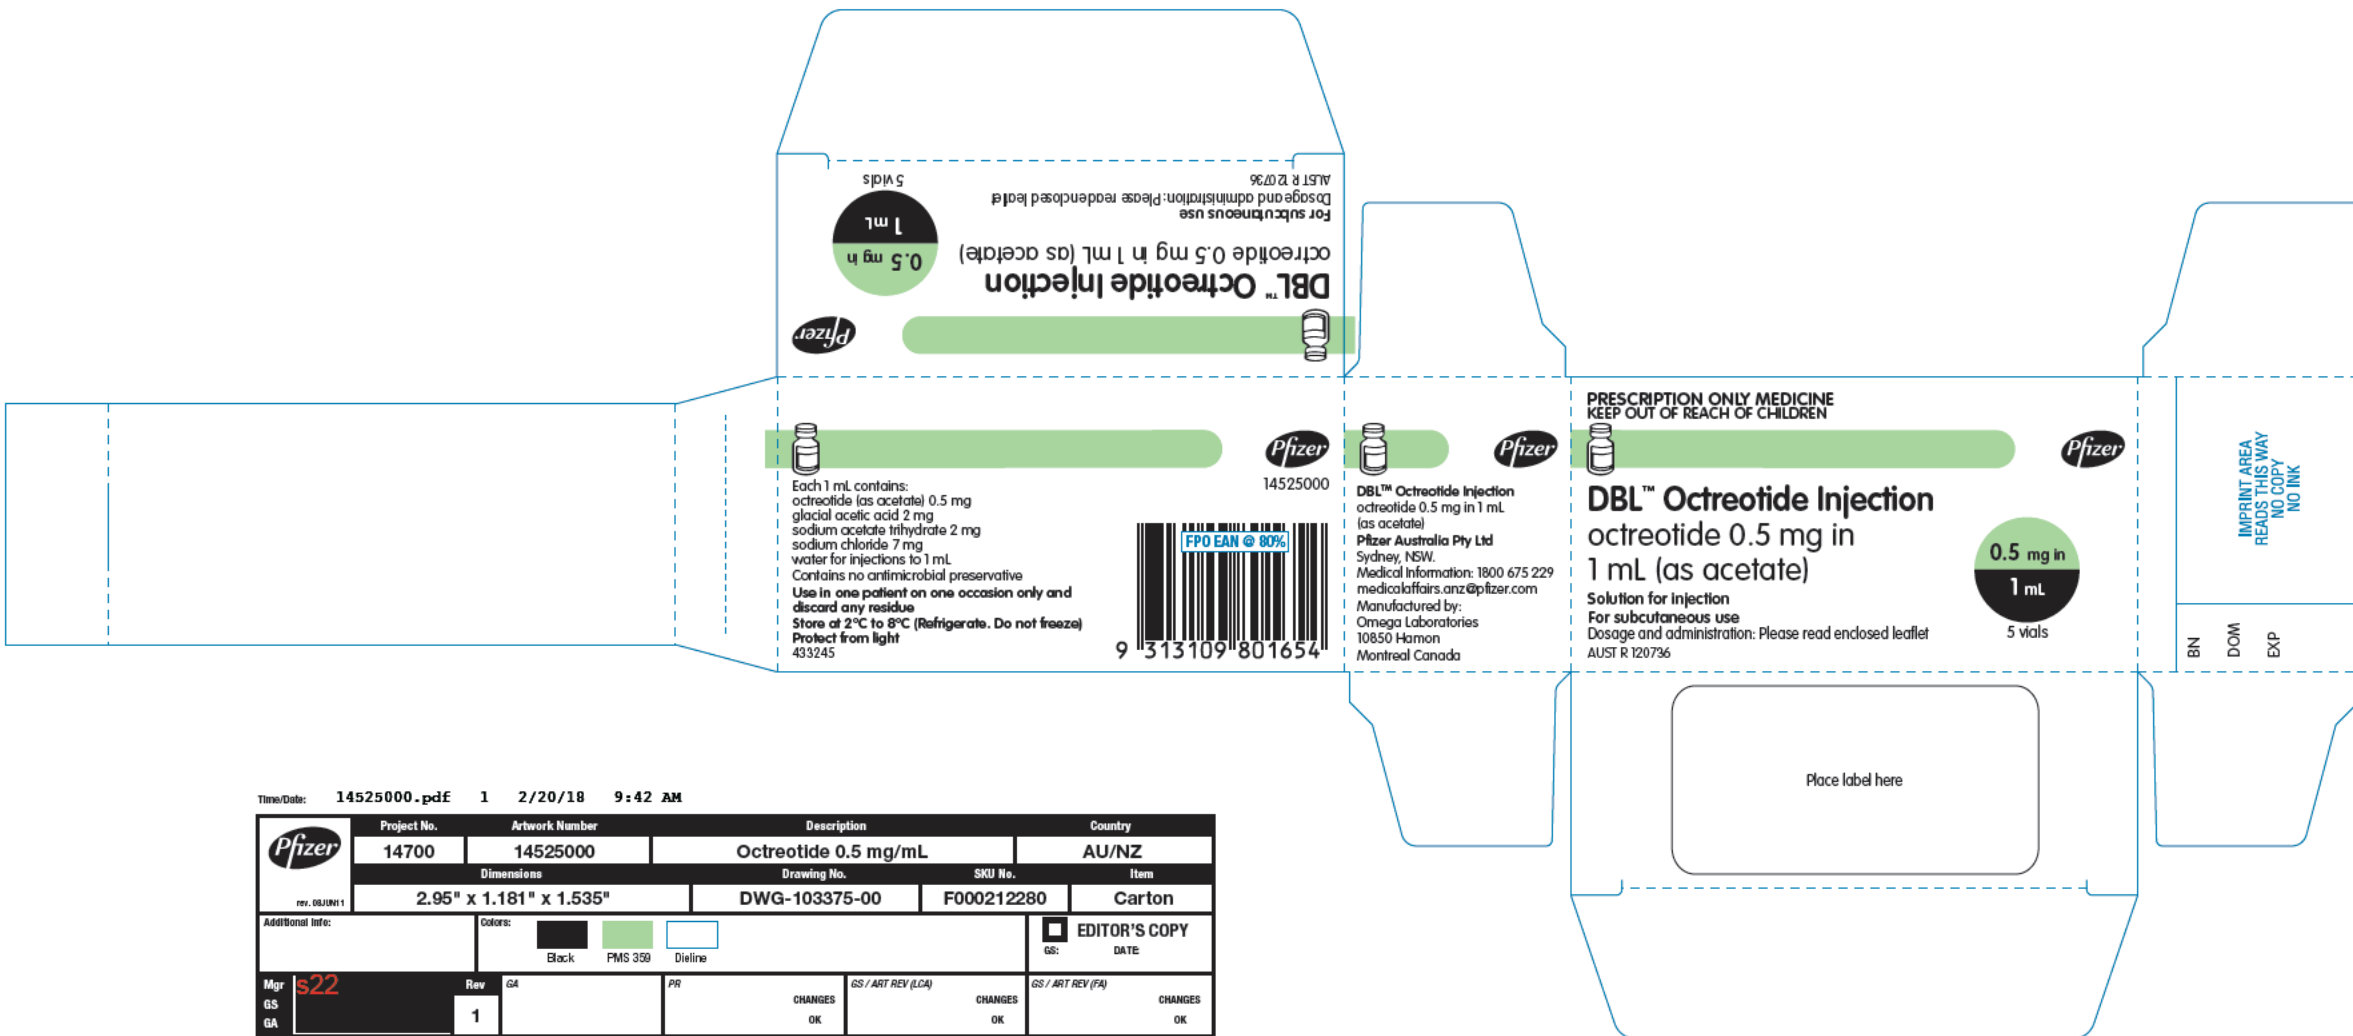 5 vials
AUST R 120736
Dosage and administration: Please read enclosed leaflet
For subcutaneous use
1 mL
0.5 mg in
octreotide 0.5 mg in 1 mL (as acetate)
DBL™ Octreotide Injection
Pfizer
Pfizer
14525000
Each 1 mL contains:
octreotide (as acetate) 0.5 mg
glacial acetic acid 2 mg
sodium acetate trihydrate 2 mg
sodium chloride 7 mg
water for injections to 1 mL
Contains no antimicrobial preservative
Use in one patient on one occasion only and
discard any residue
Store at 2°C to 8°C (Refrigerate. Do not freeze)
Protect from light
433245
FPO EAN @ 80%
9 313109 801654
Pfizer
DBL™ Octreotide Injection
octreotide 0.5 mg in 1 mL
(as acetate)
Pfizer Australia Pty Ltd
Sydney, NSW.
Medical Information: 1800 675 229
medicalaffairs.anz@pfizer.com
Manufactured by:
Omega Laboratories
10850 Hamon
Montreal Canada
PRESCRIPTION ONLY MEDICINE
KEEP OUT OF REACH OF CHILDREN
Pfizer
DBL™ Octreotide Injection
octreotide 0.5 mg in
1 mL (as acetate)
Solution for injection
For subcutaneous use
Dosage and administration: Please read enclosed leaflet
AUST R 120736
0.5 mg in
1 mL
5 vials
IMPRINT AREA
READS THIS WAY
NO COPY
NO INK
BN
DOM
EXP
Place label here
Time/Date: 14525000.pdf 1 2/20/18 9:42 AM
Pfizer
rev. 08JUN11
Project No. Artwork Number Description Country
14700 14525000 Octreotide 0.5 mg/mL AU/NZ
Dimensions Drawing No. SKU No. Item
2.95" x 1.181" x 1.535" DWG-103375-00 F000212280 Carton
Additional Info:
Colors:
Black PMS 359 Dieline
EDITOR'S COPY
GS: DATE:
Mgr s22 Rev GA PR GS / ART REV (LCA) GS / ART REV (FA)
GS CHANGES CHANGES CHANGES
GA 1 OK OK OK